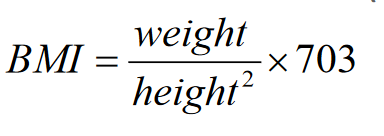 BMI = weight / height² × 703